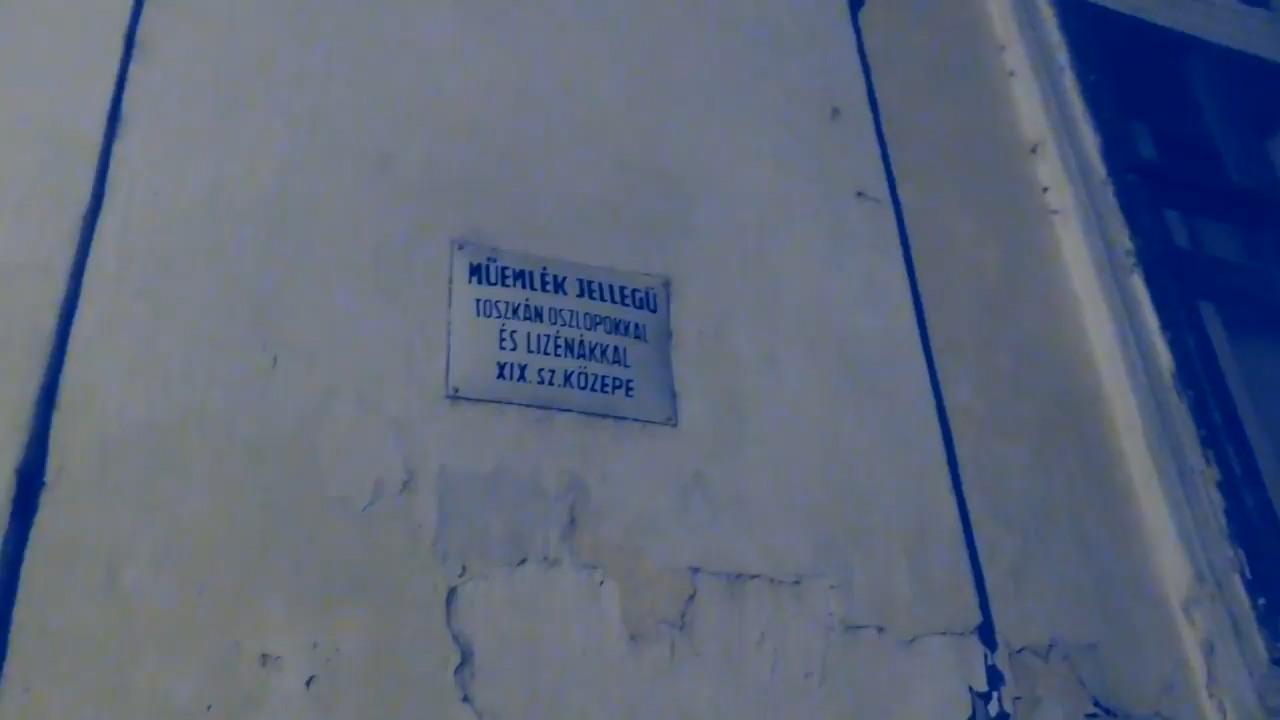 MŰEMLÉK JELLEGŰ
TOSZKÁN OSZLOPOKKAL
ÉS LIZÉNÁKKAL
XIX. SZ. KÖZEPE